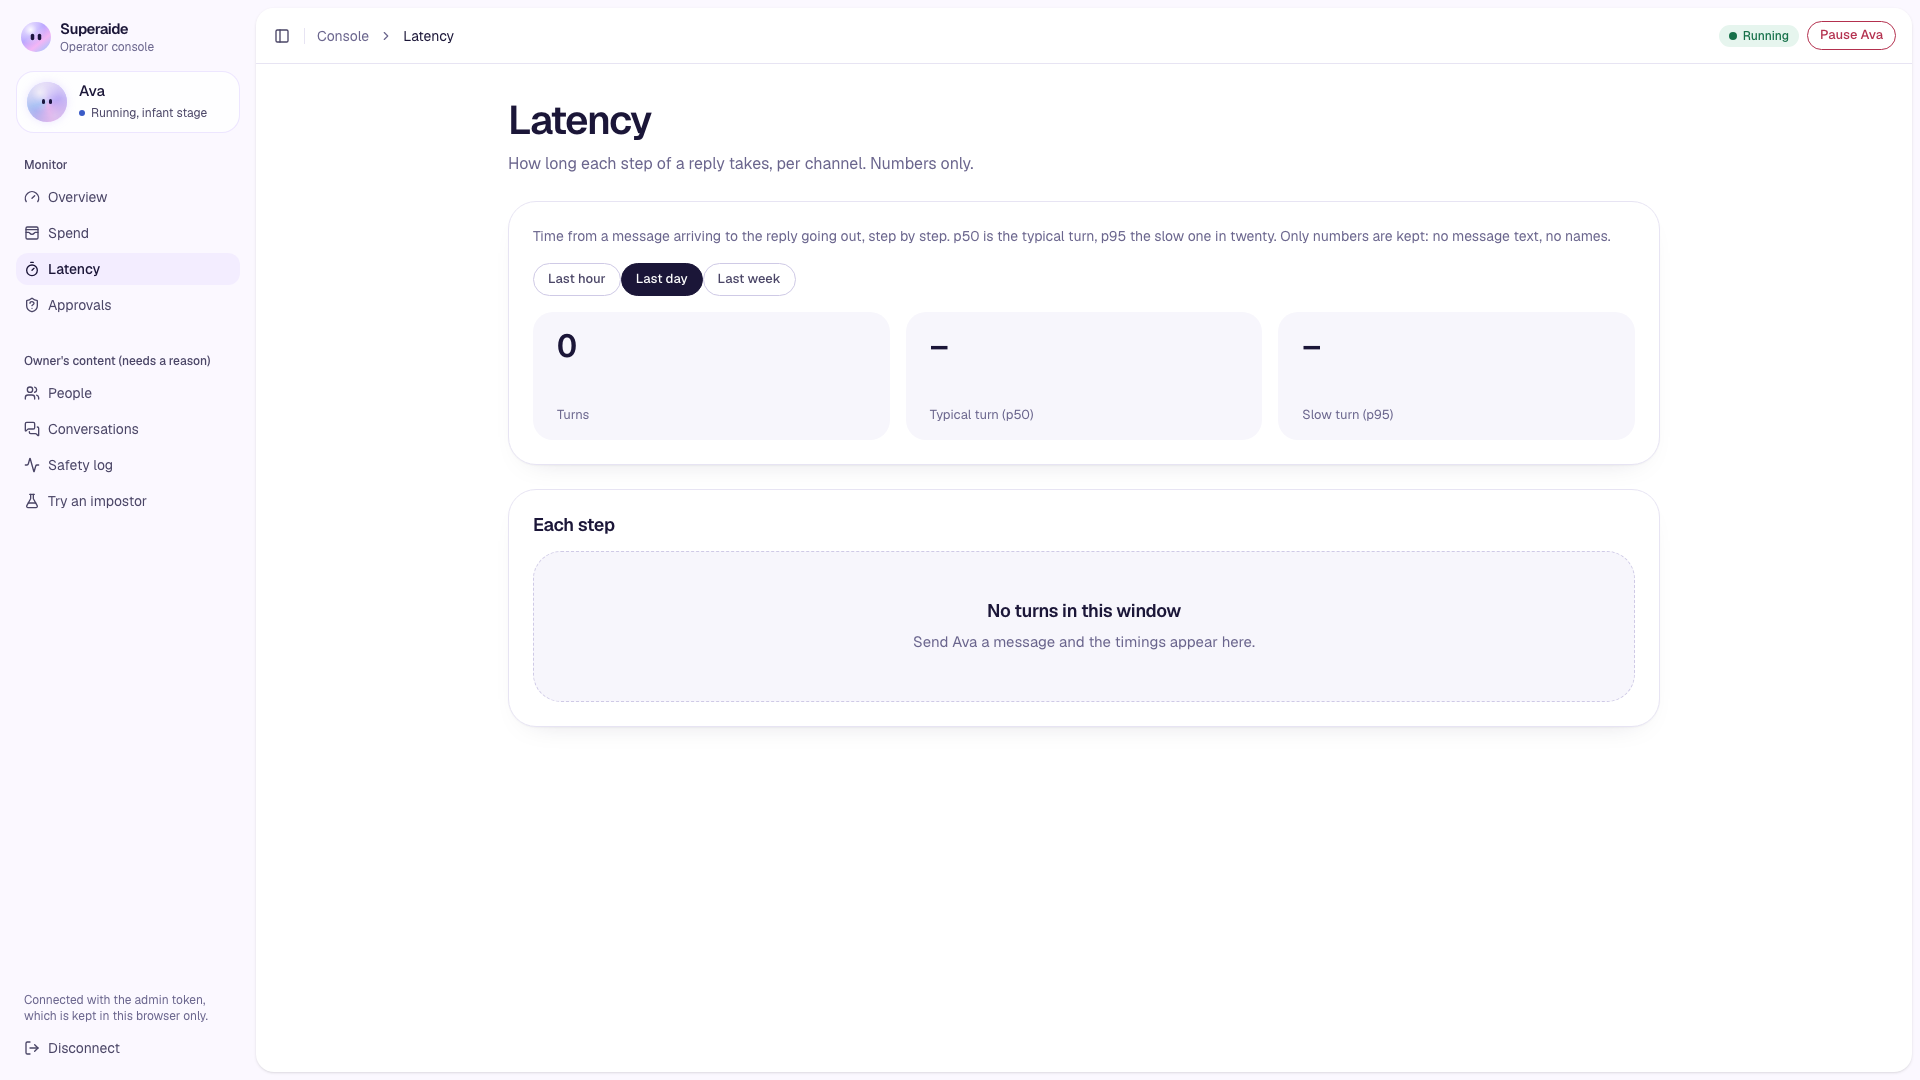 Superaide
Operator console
Ava
Running, infant stage
Monitor
Overview
Spend
Latency
Approvals
Owner's content (needs a reason)
People
Conversations
Safety log
Try an impostor
Connected with the admin token,
which is kept in this browser only.
Disconnect
Console > Latency
Running
Pause Ava
Latency
How long each step of a reply takes, per channel. Numbers only.
Time from a message arriving to the reply going out, step by step. p50 is the typical turn, p95 the slow one in twenty. Only numbers are kept: no message text, no names.
Last hour Last day Last week
0
Turns
–
Typical turn (p50)
–
Slow turn (p95)
Each step
No turns in this window
Send Ava a message and the timings appear here.